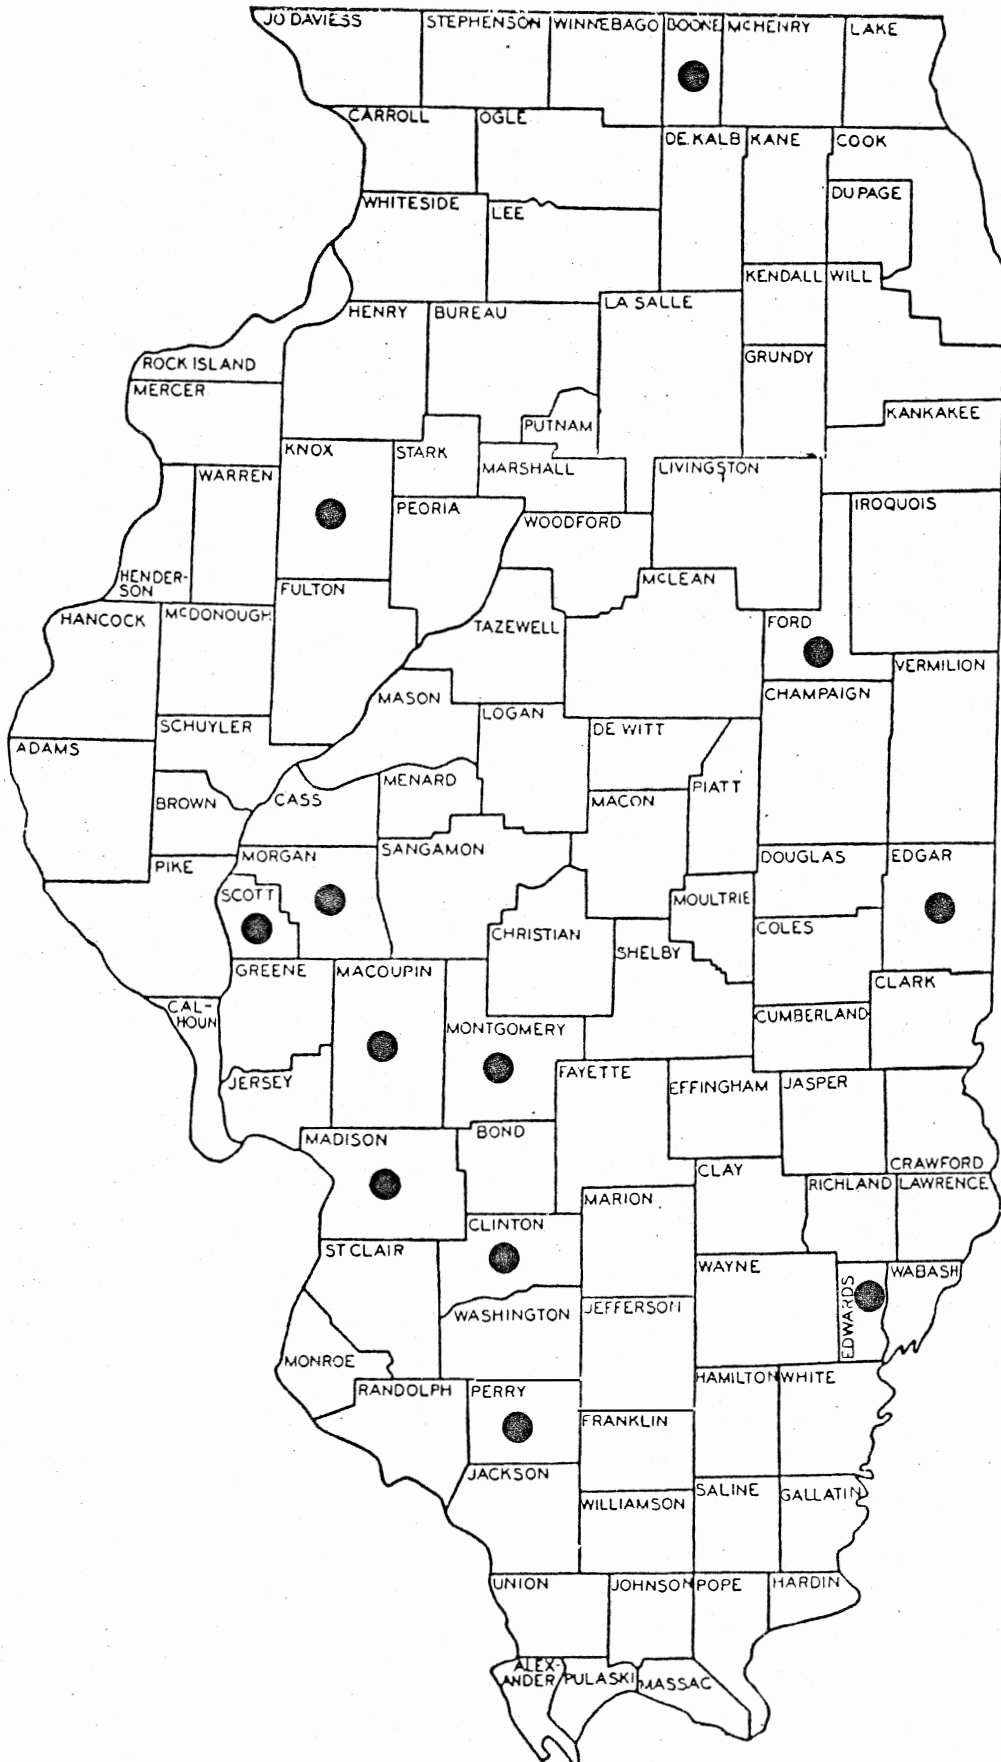 JO DAVIESS
STEPHENSON
WINNEBAGO
BOONE
MCHENRY
LAKE
CARROLL
OGLE
DE KALB
KANE
COOK
DU PAGE
WHITESIDE
LEE
KENDALL
WILL
HENRY
BUREAU
LA SALLE
GRUNDY
ROCK ISLAND
MERCER
PUTNAM
KANKAKEE
KNOX
STARK
MARSHALL
LIVINGSTON
WARREN
PEORIA
WOODFORD
IROQUOIS
HENDER-
SON
FULTON
MCLEAN
HANCOCK
MCDONOUGH
TAZEWELL
FORD
VERMILION
MASON
LOGAN
CHAMPAIGN
SCHUYLER
DE WITT
ADAMS
MENARD
PIATT
BROWN
CASS
MACON
PIKE
MORGAN
SANGAMON
DOUGLAS
EDGAR
SCOTT
MOULTRIE
CHRISTIAN
COLES
SHELBY
GREENE
MACOUPIN
CLARK
CAL-
HOUN
MONTGOMERY
CUMBERLAND
JERSEY
FAYETTE
EFFINGHAM
JASPER
MADISON
BOND
CRAWFORD
CLAY
RICHLAND
LAWRENCE
MARION
CLINTON
ST CLAIR
WAYNE
WABASH
EDWARDS
WASHINGTON
JEFFERSON
MONROE
RANDOLPH
PERRY
HAMILTON
WHITE
FRANKLIN
JACKSON
WILLIAMSON
SALINE
GALLATIN
UNION
JOHNSON
POPE
HARDIN
ALEX-
ANDER
PULASKI
MASSAC